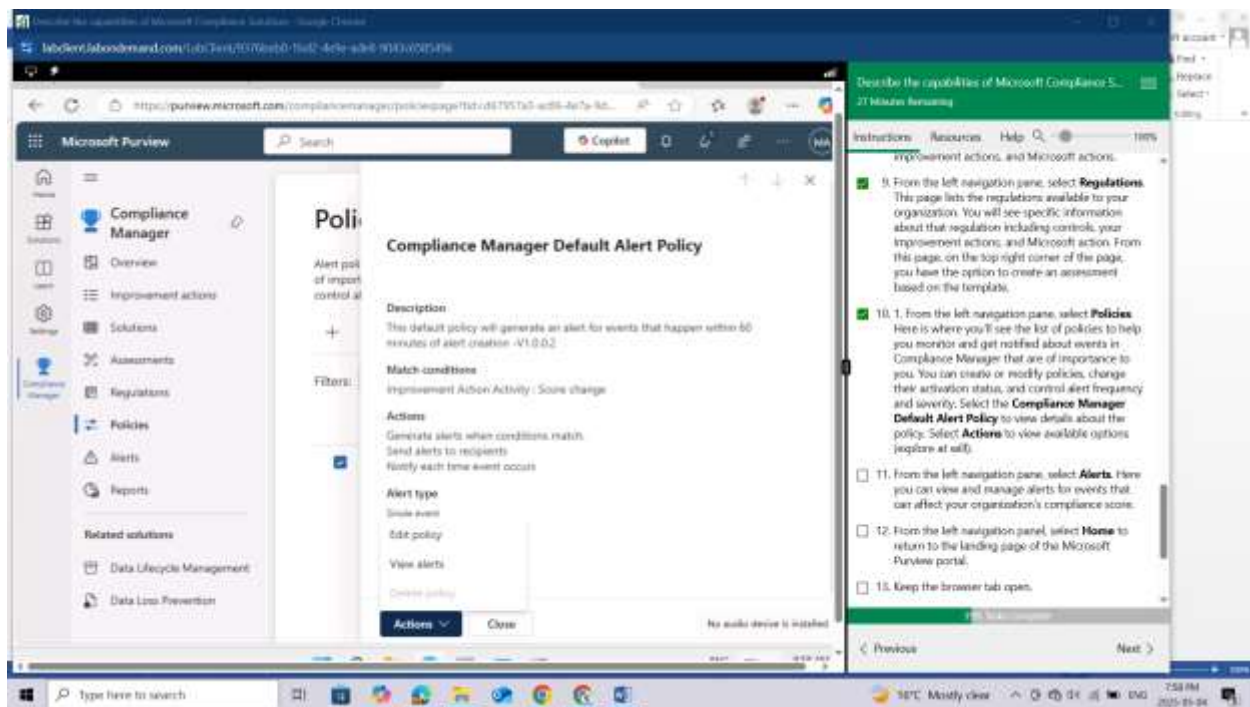 Describe the capabilities of Microsoft Compliance Solutions - Google Chrome
Microsoft Purview
Search
Copilot
Home
Solutions
Learn
Settings
Compliance Manager
Compliance
Manager
Overview
Improvement actions
Solutions
Assessments
Regulations
Policies
Alerts
Reports
Related solutions
Data Lifecycle Management
Data Loss Prevention
Filters:
Compliance Manager Default Alert Policy
Description
This default policy will generate an alert for events that happen within 60
minutes of alert creation -V1.0.0.2
Match conditions
Improvement Action Activity : Score change
Actions
Generate alerts when conditions match.
Send alerts to recipients
Notify each time event occurs
Alert type
Single event
Edit policy
View alerts
Delete policy
Actions
Close
No audio device is installed
Describe the capabilities of Microsoft Compliance S...
27 Minutes Remaining
Instructions Resources Help 100%
improvement actions, and Microsoft actions.
9. From the left navigation pane, select Regulations.
This page lists the regulations available to your
organization. You will see specific information
about that regulation including controls, your
improvement actions, and Microsoft action. From
this page, on the top right corner of the page,
you have the option to create an assessment
based on the template.
10. 1. From the left navigation pane, select Policies.
Here is where you'll see the list of policies to help
you monitor and get notified about events in
Compliance Manager that are of importance to
you. You can create or modify policies, change
their activation status, and control alert frequency
and severity. Select the Compliance Manager
Default Alert Policy to view details about the
policy. Select Actions to view available options
(explore at will).
11. From the left navigation pane, select Alerts. Here
you can view and manage alerts for events that
can affect your organization's compliance score.
12. From the left navigation panel, select Home to
return to the landing page of the Microsoft
Purview portal.
13. Keep the browser tab open.
Previous
Next
Find
Replace
Select
Type here to search
Mostly clear
ENG
7:58 PM